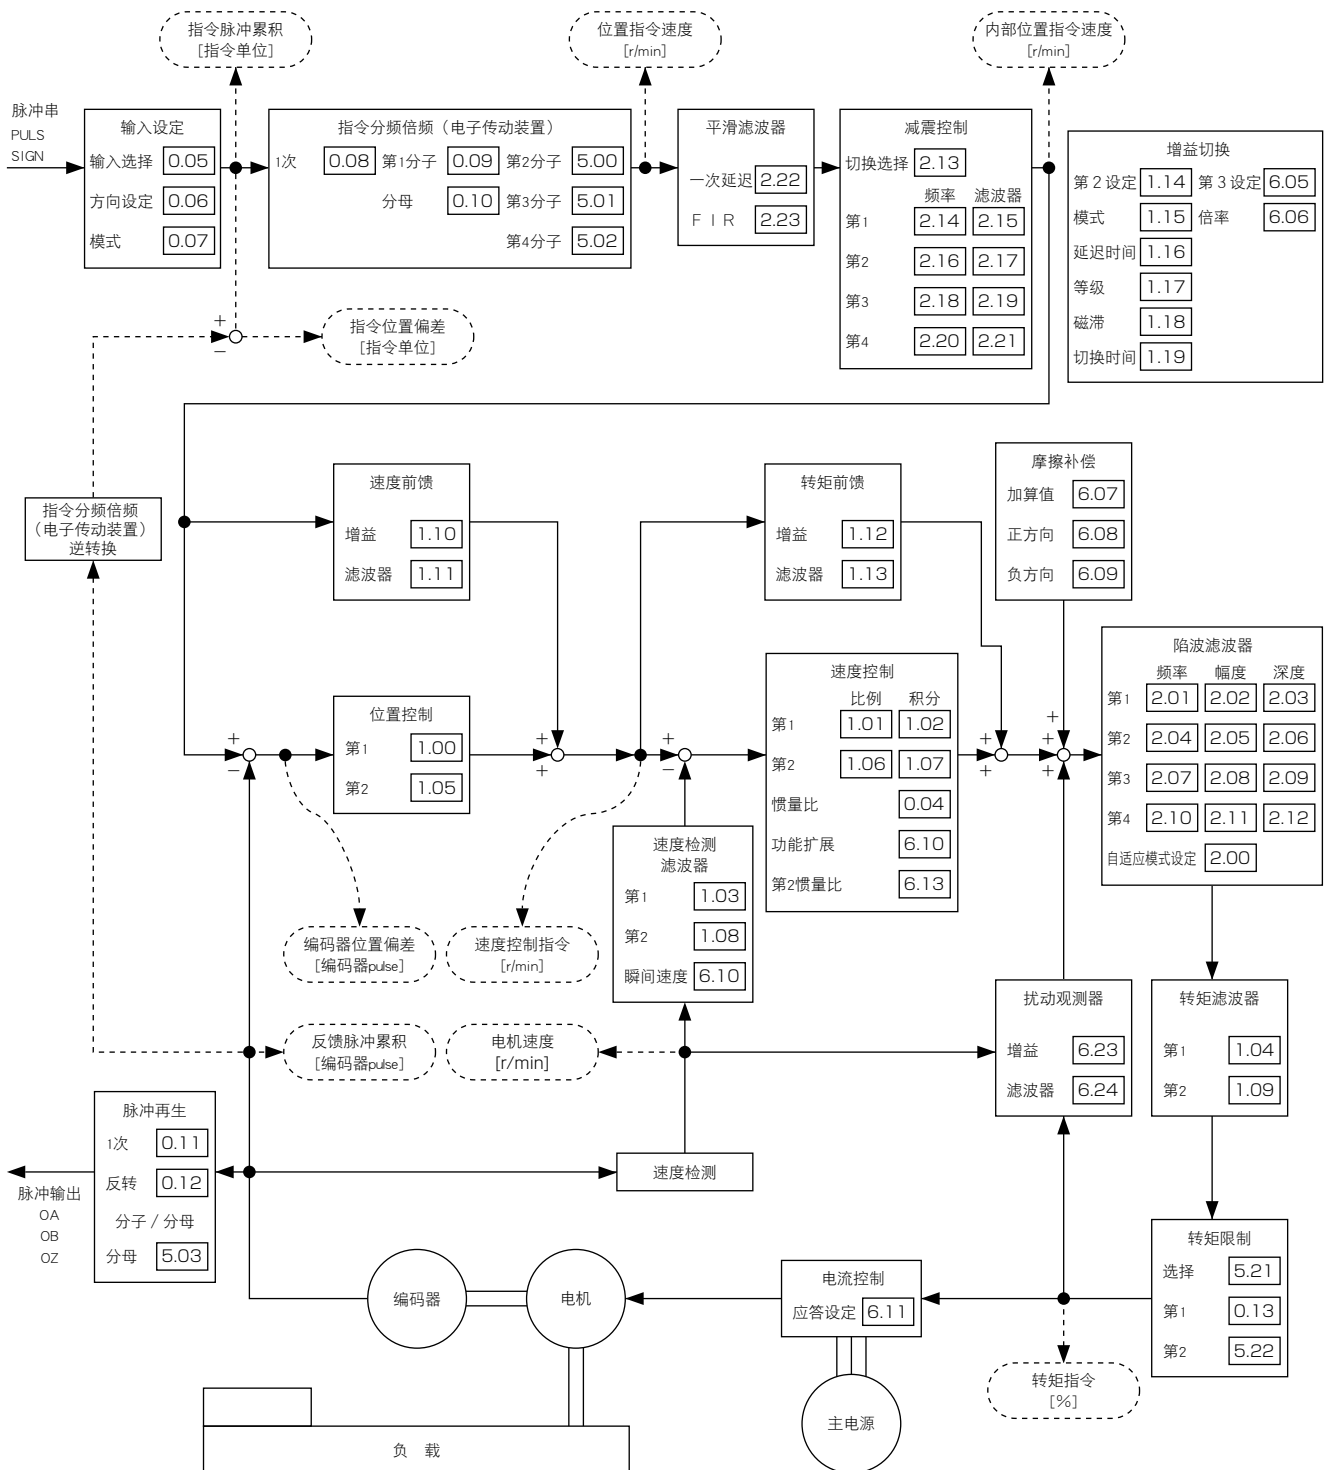 指令脉冲累积
[指令单位]
位置指令速度
[r/min]
内部位置指令速度
[r/min]
脉冲串
PULS
SIGN
输入设定
输入选择 0.05
方向设定 0.06
模式 0.07
指令分频倍频（电子传动装置）
1次 0.08 第1分子 0.09 第2分子 5.00
分母 0.10 第3分子 5.01
第4分子 5.02
平滑滤波器
一次延迟 2.22
FIR 2.23
减震控制
切换选择 2.13
频率 滤波器
第1 2.14 2.15
第2 2.16 2.17
第3 2.18 2.19
第4 2.20 2.21
增益切换
第2设定 1.14 第3设定 6.05
模式 1.15 倍率 6.06
延迟时间 1.16
等级 1.17
磁滞 1.18
切换时间 1.19
+
−
指令位置偏差
[指令单位]
指令分频倍频
（电子传动装置）
逆转换
速度前馈
增益 1.10
滤波器 1.11
转矩前馈
增益 1.12
滤波器 1.13
摩擦补偿
加算值 6.07
正方向 6.08
负方向 6.09
+
−
位置控制
第1 1.00
第2 1.05
+
+
+
−
速度控制
比例 积分
第1 1.01 1.02
第2 1.06 1.07
惯量比 0.04
功能扩展 6.10
第2惯量比 6.13
+
+
+
+
+
陷波滤波器
频率 幅度 深度
第1 2.01 2.02 2.03
第2 2.04 2.05 2.06
第3 2.07 2.08 2.09
第4 2.10 2.11 2.12
自适应模式设定 2.00
速度检测
滤波器
第1 1.03
第2 1.08
瞬间速度 6.10
编码器位置偏差
[编码器pulse]
速度控制指令
[r/min]
反馈脉冲累积
[编码器pulse]
电机速度
[r/min]
扰动观测器
增益 6.23
滤波器 6.24
转矩滤波器
第1 1.04
第2 1.09
脉冲再生
1次 0.11
反转 0.12
分子 / 分母
分母 5.03
脉冲输出
OA
OB
OZ
速度检测
转矩限制
选择 5.21
第1 0.13
第2 5.22
编码器
电机
电流控制
应答设定 6.11
转矩指令
[%]
主电源
负 载